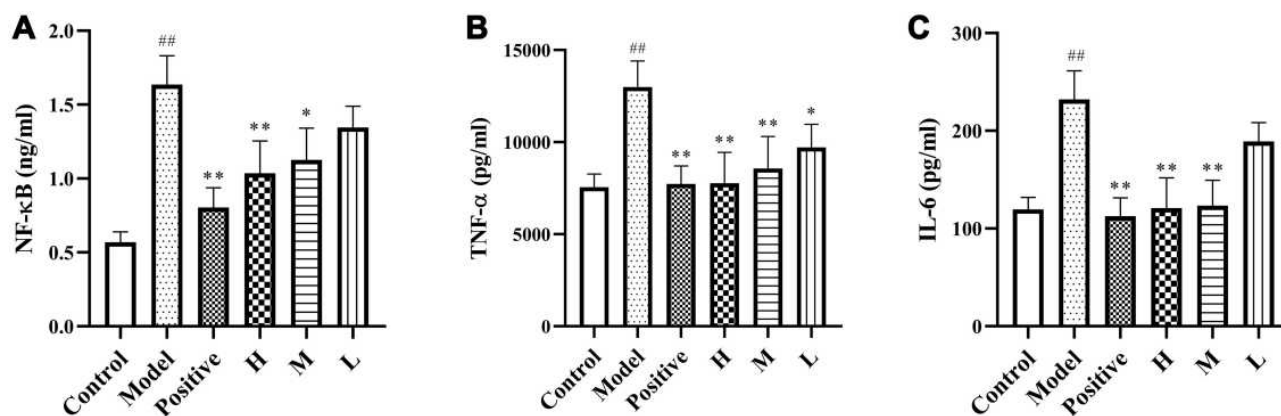 A
NF-κB (ng/ml)
2.0
1.5
1.0
0.5
0.0
##
**
**
*
Control
Model
Positive
H
M
L
B
TNF-α (pg/ml)
15000
10000
5000
0
##
**
**
**
*
Control
Model
Positive
H
M
L
C
IL-6 (pg/ml)
300
200
100
0
##
**
**
**
Control
Model
Positive
H
M
L